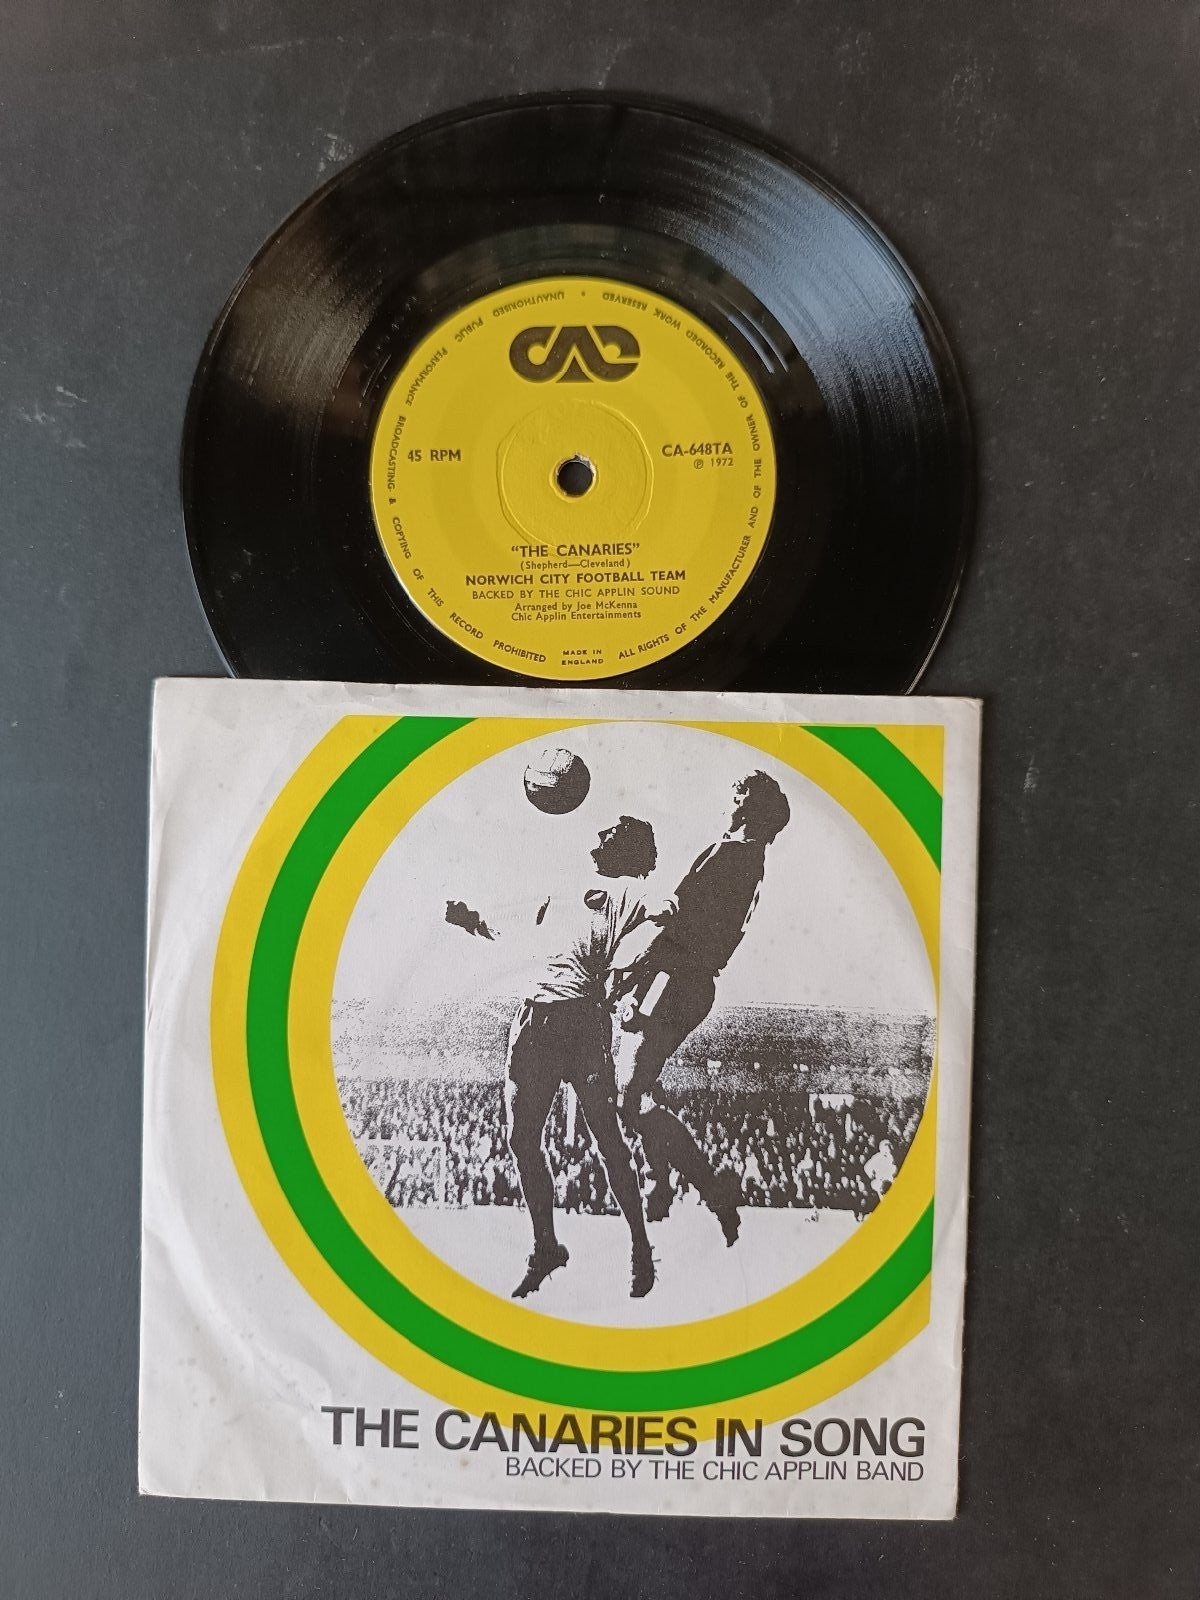 CAC
45 RPM
CA-648TA
℗ 1972
"THE CANARIES"
(Shepherd—Cleveland)
NORWICH CITY FOOTBALL TEAM
BACKED BY THE CHIC APPLIN SOUND
Arranged by Joe McKenna
Chic Applin Entertainments
MADE IN
ENGLAND
ALL RIGHTS OF THE MANUFACTURER AND OF THE OWNER OF THE RECORDED WORK RESERVED • UNAUTHORISED PUBLIC PERFORMANCE BROADCASTING & COPYING OF THIS RECORD PROHIBITED
THE CANARIES IN SONG
BACKED BY THE CHIC APPLIN BAND